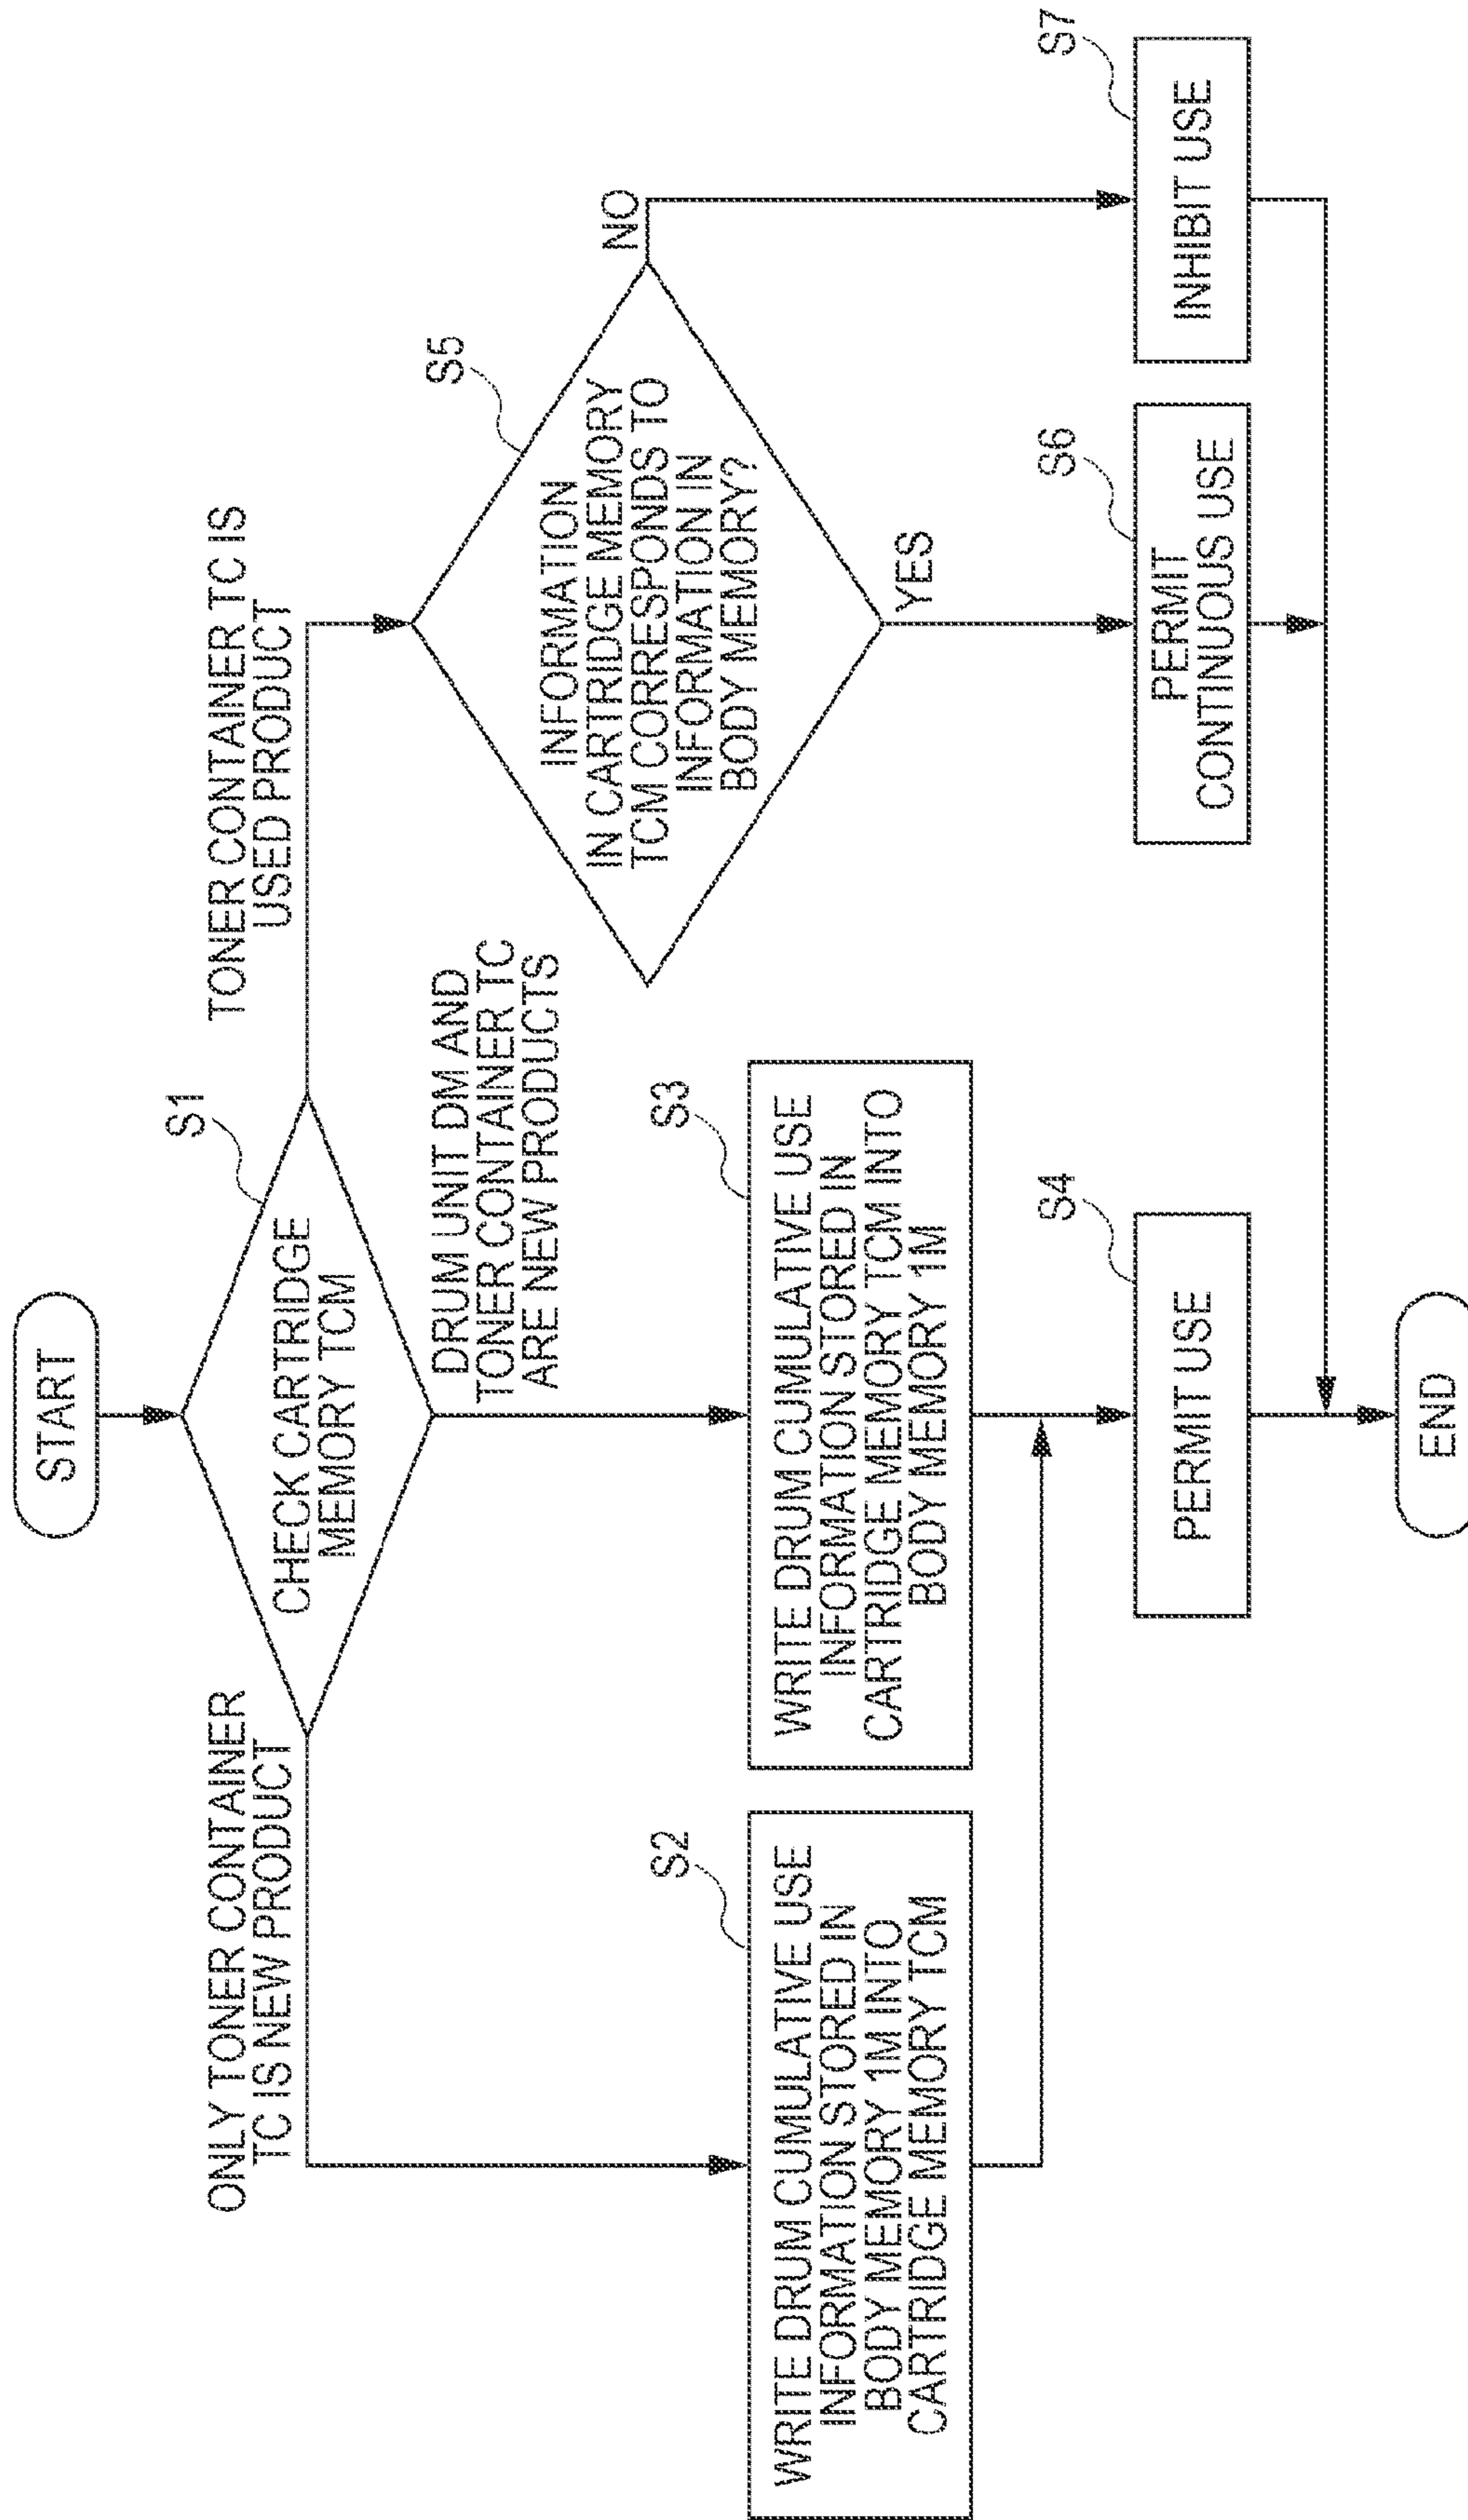 START
S1
CHECK CARTRIDGE
MEMORY TCM
ONLY TONER CONTAINER
TC IS NEW PRODUCT
DRUM UNIT DM AND
TONER CONTAINER TC
ARE NEW PRODUCTS
TONER CONTAINER TC IS
USED PRODUCT
S2
WRITE DRUM CUMULATIVE USE
INFORMATION STORED IN
BODY MEMORY 1M INTO
CARTRIDGE MEMORY TCM
S3
WRITE DRUM CUMULATIVE USE
INFORMATION STORED IN
CARTRIDGE MEMORY TCM INTO
BODY MEMORY 1M
S5
INFORMATION
IN CARTRIDGE MEMORY
TCM CORRESPONDS TO
INFORMATION IN
BODY MEMORY?
NO
YES
S4
PERMIT USE
S6
PERMIT
CONTINUOUS USE
S7
INHIBIT USE
END